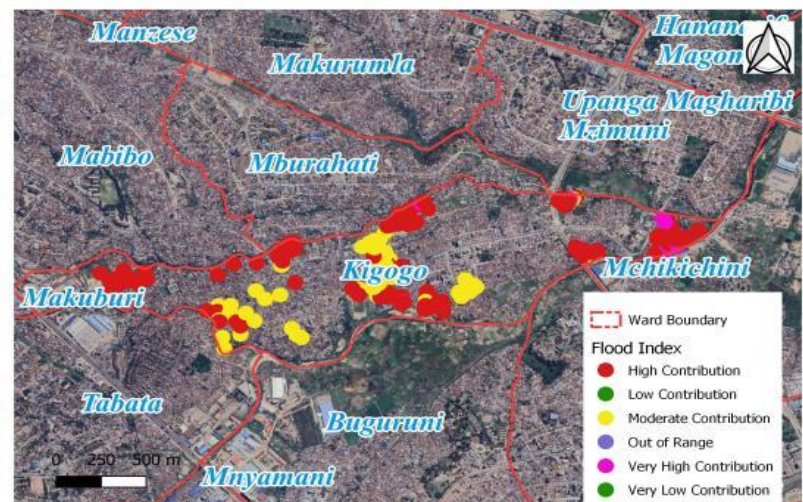 Manzese
Makurumla
Upanga Magharibi
Mzimuni
Mabibo
Mburahati
Kigogo
Mchikichini
Makuburi
Tabata
Buguruni
Mnyamani
0 250 500 m
Ward Boundary
Flood Index
High Contribution
Low Contribution
Moderate Contribution
Out of Range
Very High Contribution
Very Low Contribution